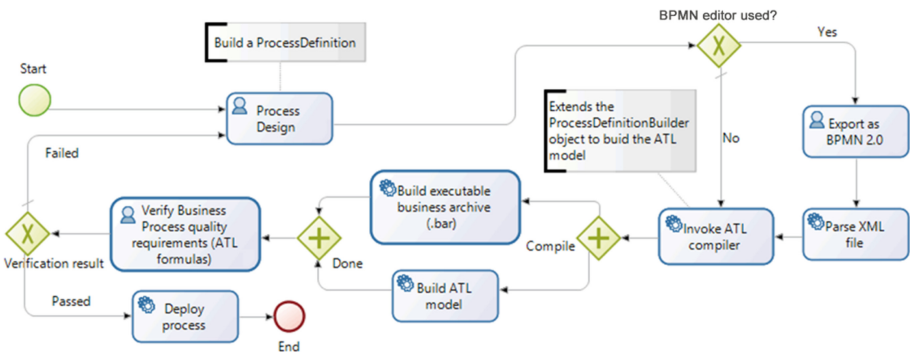 BPMN editor used?
Yes
Build a ProcessDefinition
Start
Process
Design
Extends the
ProcessDefinitionBuilder
object to buid the ATL
model
No
Export as
BPMN 2.0
Failed
Verify Business
Process quality
requirements (ATL
formulas)
Build executable
business archive
(.bar)
Compile
Invoke ATL
compiler
Parse XML
file
Verification result
Done
Build ATL
model
Passed
Deploy
process
End